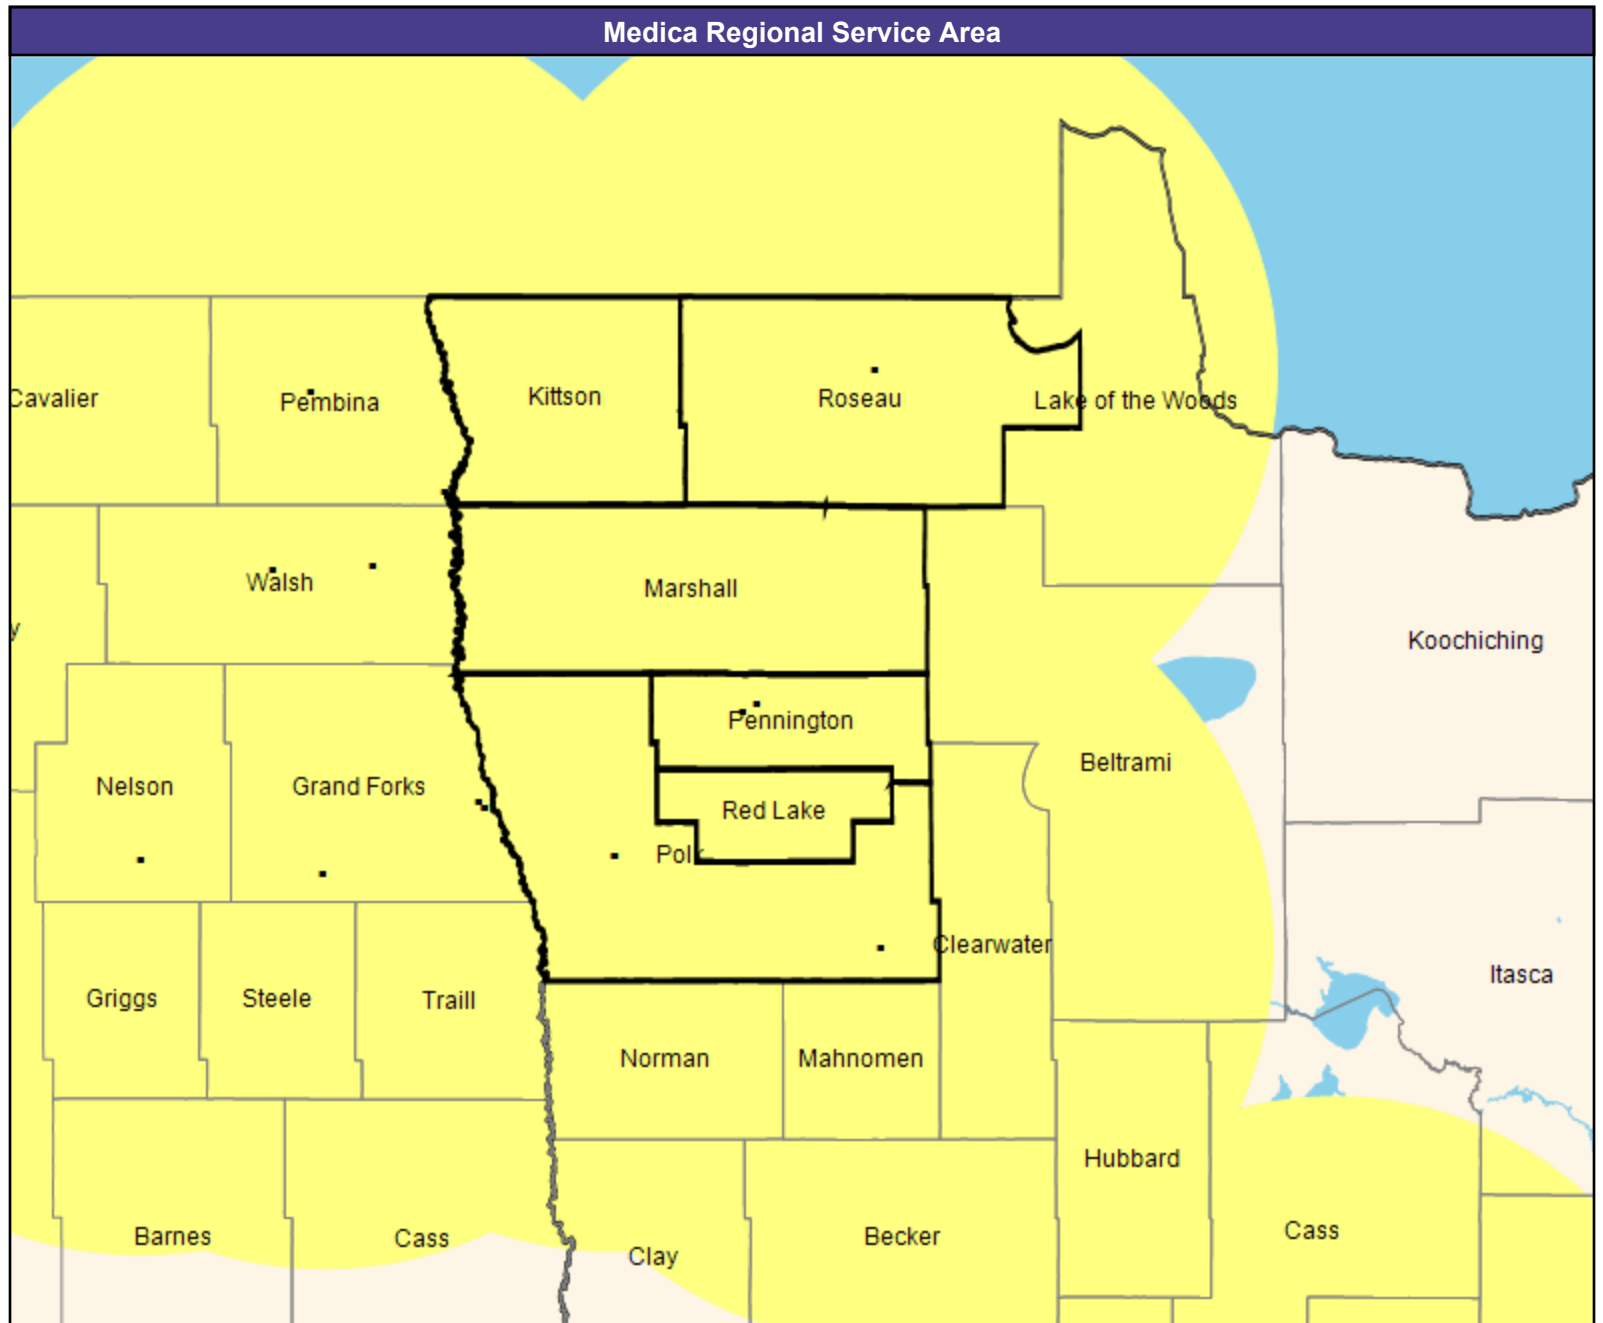 Medica Regional Service Area
Cavalier
Pembina
Kittson
Roseau
Lake of the Woods
Walsh
Marshall
y
Koochiching
Pennington
Beltrami
Nelson
Grand Forks
Red Lake
Polk
Clearwater
Itasca
Griggs
Steele
Traill
Norman
Mahnomen
Hubbard
Barnes
Cass
Clay
Becker
Cass